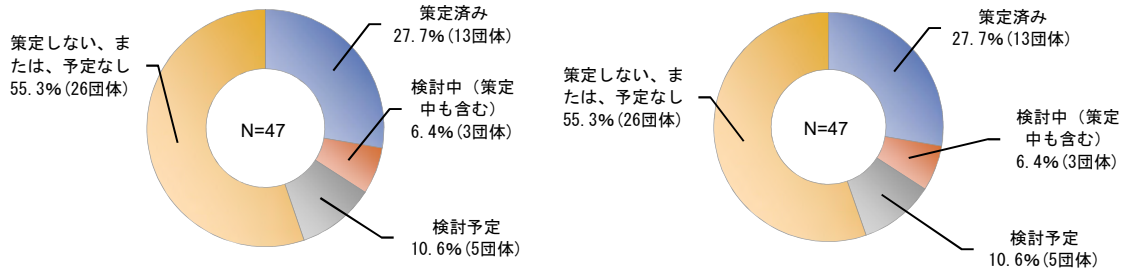 策定済み
27.7%(13団体)
策定しない、ま
たは、予定なし
55.3%(26団体)
検討中（策定
中も含む）
6.4%(3団体)
N=47
検討予定
10.6%(5団体)
策定済み
27.7%(13団体)
策定しない、ま
たは、予定なし
55.3%(26団体)
検討中（策定
中も含む）
6.4%(3団体)
N=47
検討予定
10.6%(5団体)